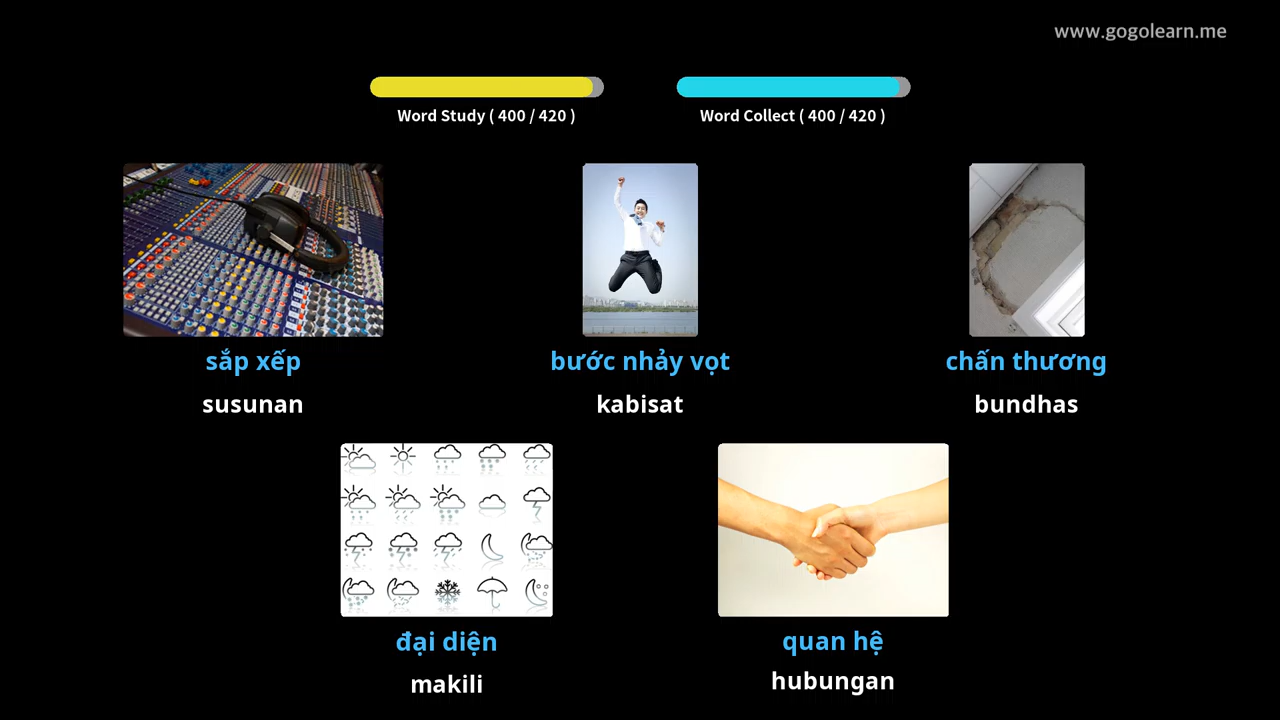 www.gogolearn.me
Word Study ( 400 / 420 )
Word Collect ( 400 / 420 )
sắp xếp
bước nhảy vọt
chấn thương
susunan
kabisat
bundhas
đại diện
quan hệ
makili
hubungan